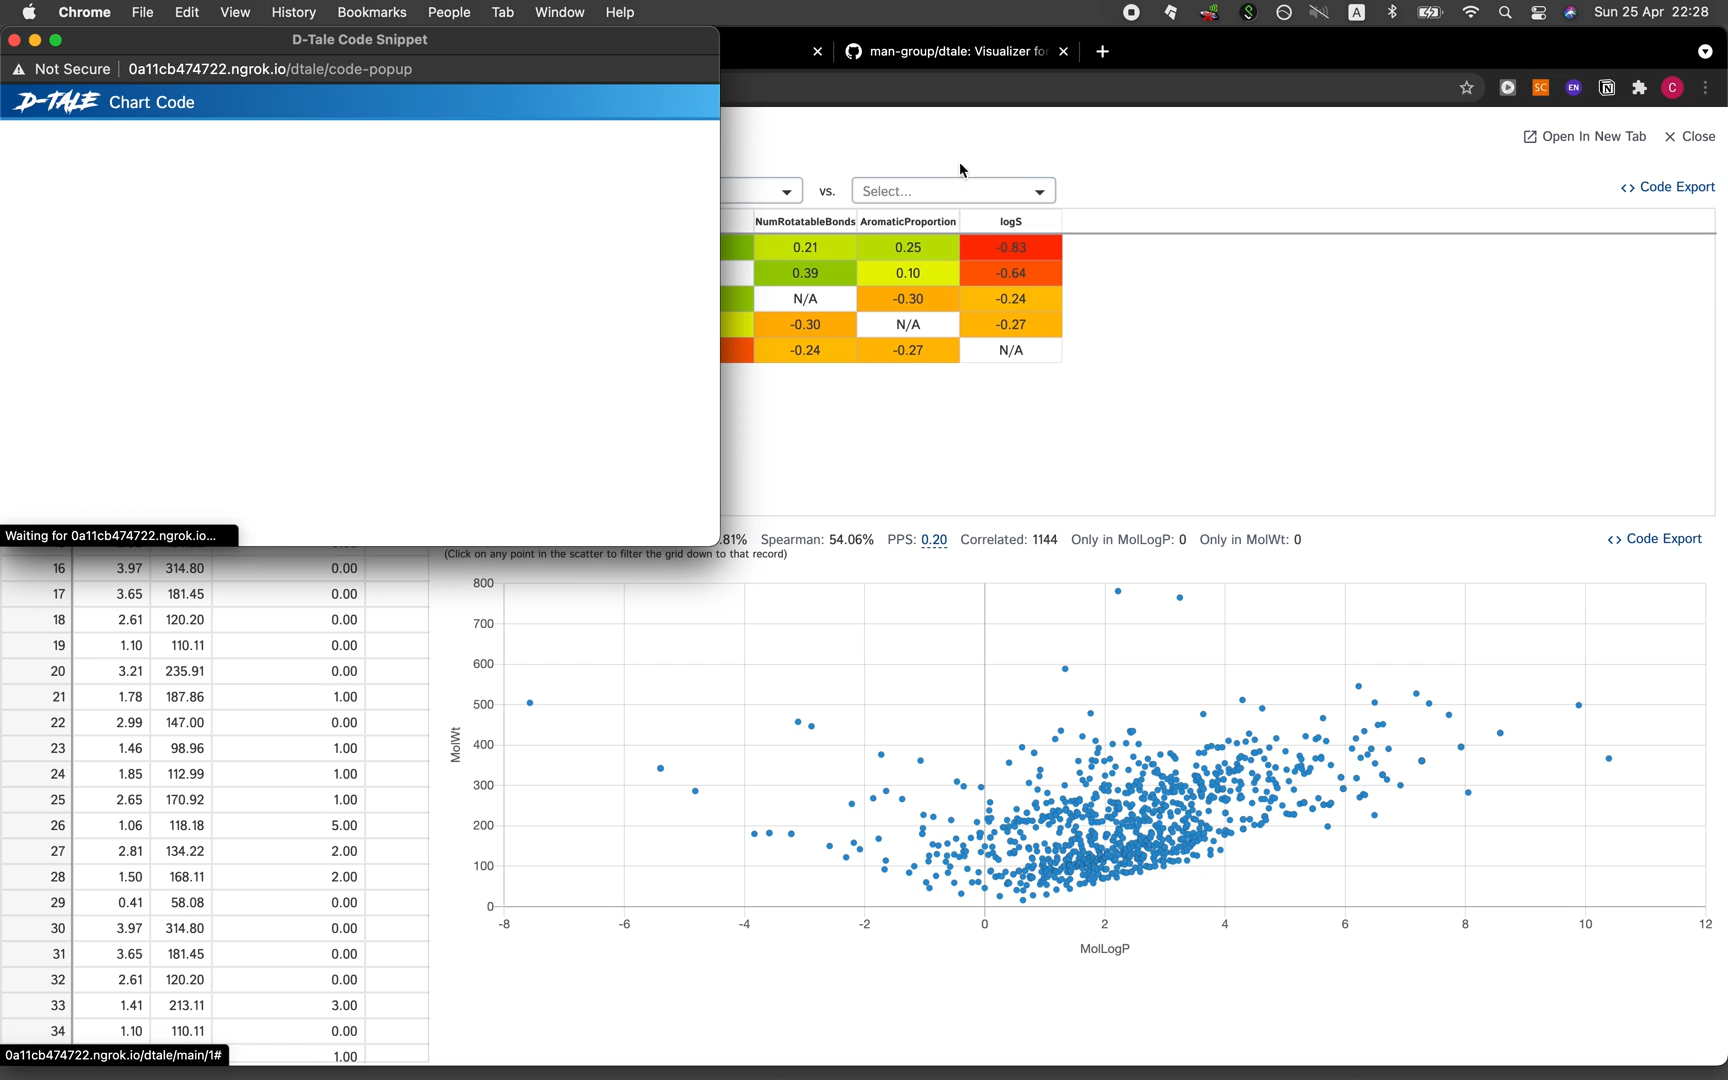 Chrome File Edit View History Bookmarks People Tab Window Help A Sun 25 Apr 22:28
D-Tale Code Snippet
man-group/dtale: Visualizer for
Not Secure 0a11cb474722.ngrok.io/dtale/code-popup
SC EN C
D-TALE Chart Code
Open In New Tab Close
vs. Select...
<> Code Export
NumRotatableBonds AromaticProportion logS
0.21 0.25 -0.83
0.39 0.10 -0.64
N/A -0.30 -0.24
-0.30 N/A -0.27
-0.24 -0.27 N/A
Waiting for 0a11cb474722.ngrok.io...
.81% Spearman: 54.06% PPS: 0.20 Correlated: 1144 Only in MolLogP: 0 Only in MolWt: 0 <> Code Export
(Click on any point in the scatter to filter the grid down to that record)
16 3.97 314.80 0.00
17 3.65 181.45 0.00
18 2.61 120.20 0.00
19 1.10 110.11 0.00
20 3.21 235.91 0.00
21 1.78 187.86 1.00
22 2.99 147.00 0.00
23 1.46 98.96 1.00
24 1.85 112.99 1.00
25 2.65 170.92 1.00
26 1.06 118.18 5.00
27 2.81 134.22 2.00
28 1.50 168.11 2.00
29 0.41 58.08 0.00
30 3.97 314.80 0.00
31 3.65 181.45 0.00
32 2.61 120.20 0.00
33 1.41 213.11 3.00
34 1.10 110.11 0.00
1.00
0a11cb474722.ngrok.io/dtale/main/1#
800
700
600
500
400
300
200
100
0
MolWt
-8 -6 -4 -2 0 2 4 6 8 10 12
MolLogP